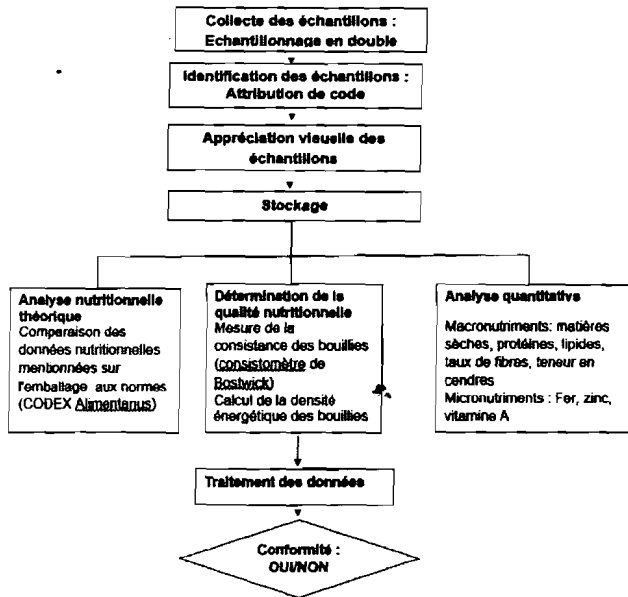 Collecte des échantillons :
Echantillonnage en double
Identification des échantillons :
Attribution de code
Appréciation visuelle des
échantillons
Stockage
Analyse nutritionnelle
théorique
Comparaison des
données nutritionnelles
mentionnées sur
l'emballage aux normes
(CODEX Alimentarius)
Détermination de la
qualité nutritionnelle
Mesure de la
consistance des bouillies
(consistomètre de
Bostwick)
Calcul de la densité
énergétique des bouillies
Analyse quantitative
Macronutriments: matières
sèches, protéines, lipides,
taux de fibres, teneur en
cendres
Micronutriments : Fer, zinc,
vitamine A
Traitement des données
Conformité :
OUI/NON